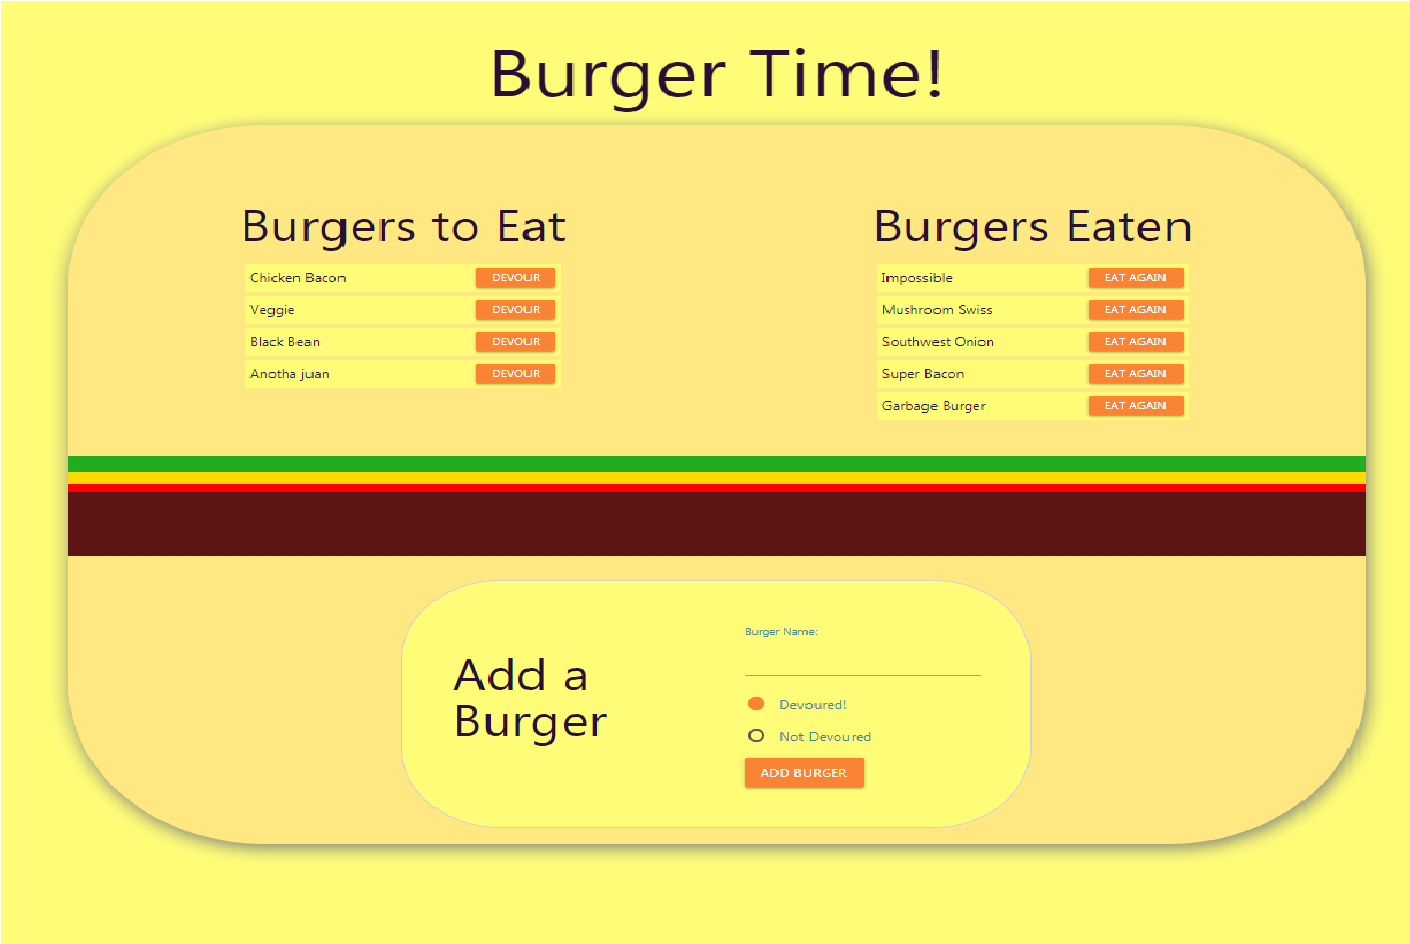 Burger Time!
Burgers to Eat
Chicken Bacon DEVOUR
Veggie DEVOUR
Black Bean DEVOUR
Anotha juan DEVOUR
Burgers Eaten
Impossible EAT AGAIN!
Mushroom Swiss EAT AGAIN!
Southwest Onion EAT AGAIN!
Super Bacon EAT AGAIN!
Garbage Burger EAT AGAIN!
Add a
Burger
Burger Name:
Devoured!
Not Devoured
ADD BURGER